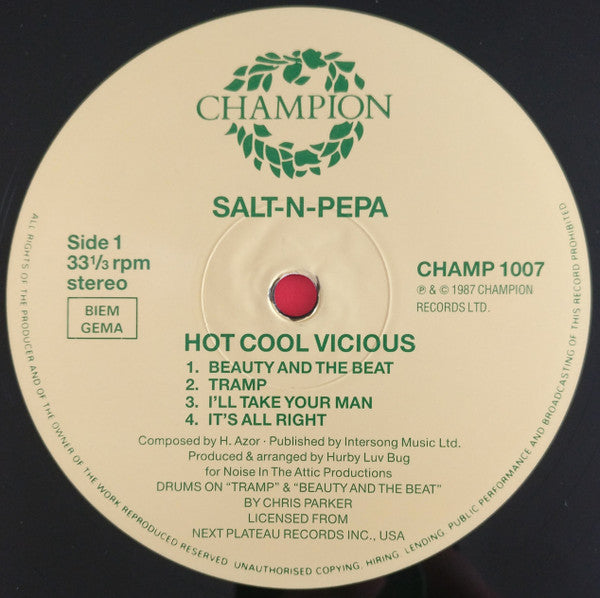 CHAMPION
SALT-N-PEPA
Side 1
33 1/3 rpm
stereo
BIEM
GEMA
CHAMP 1007
℗ & © 1987 CHAMPION
RECORDS LTD.
HOT COOL VICIOUS
1. BEAUTY AND THE BEAT
2. TRAMP
3. I'LL TAKE YOUR MAN
4. IT'S ALL RIGHT
Composed by H. Azor · Published by Intersong Music Ltd.
Produced & arranged by Hurby Luv Bug
for Noise In The Attic Productions
DRUMS ON "TRAMP" & "BEAUTY AND THE BEAT"
BY CHRIS PARKER
LICENSED FROM
NEXT PLATEAU RECORDS INC., USA
ALL RIGHTS OF THE PRODUCER AND OF THE OWNER OF THE WORK REPRODUCED RESERVED. UNAUTHORISED COPYING, HIRING, LENDING, PUBLIC PERFORMANCE AND BROADCASTING OF THIS RECORD PROHIBITED